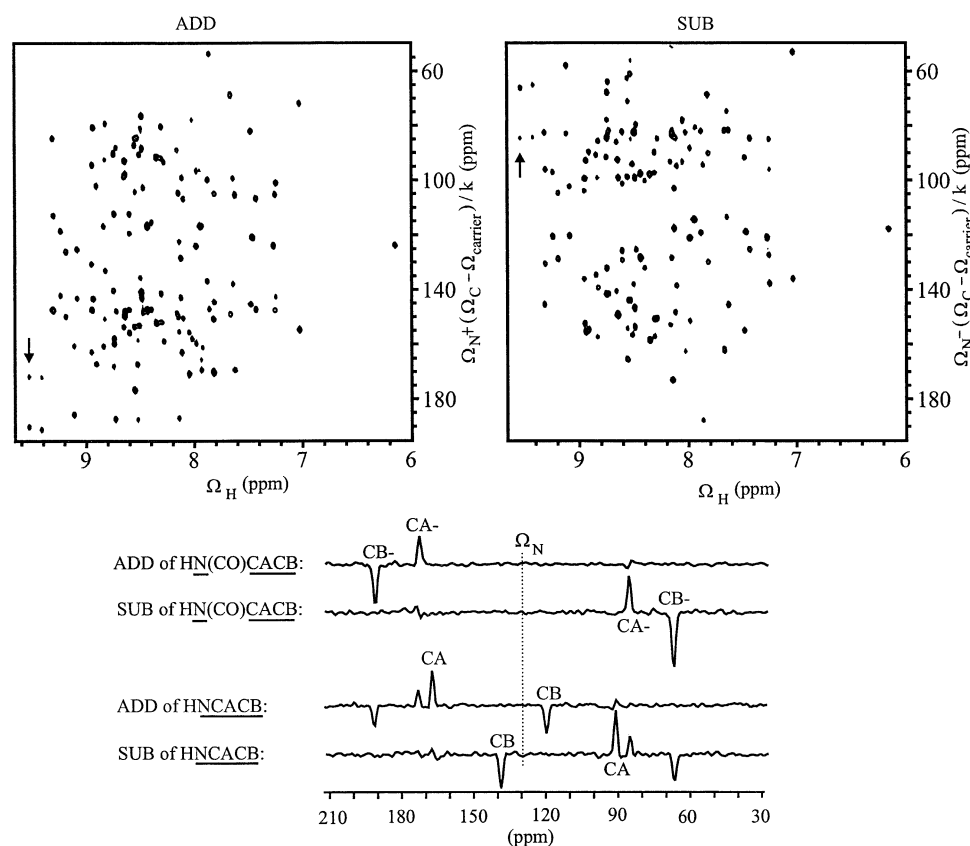 ADD
SUB
60
100
140
180
Ω_N+(Ω_C−Ω_carrier)/k (ppm)
9
8
7
6
Ω_H (ppm)
60
100
140
180
Ω_N−(Ω_C−Ω_carrier)/k (ppm)
9
8
7
6
Ω_H (ppm)
CA-
CB-
Ω_N
ADD of HN(CO)CACB:
CB-
SUB of HN(CO)CACB:
CA-
CA
CB
ADD of HNCACB:
CB
SUB of HNCACB:
CA
210 180 150 120 90 60 30
(ppm)